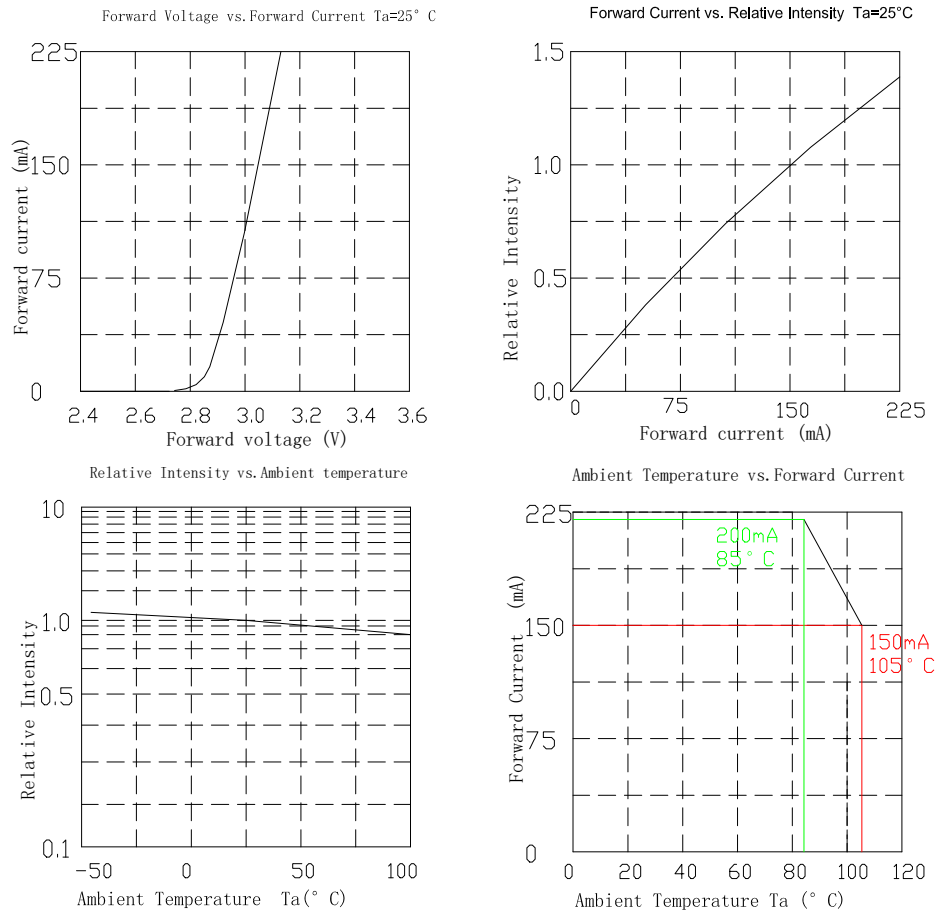 Forward Voltage vs.Forward Current Ta=25° C
225
150
75
0
Forward current (mA)
2.4 2.6 2.8 3.0 3.2 3.4 3.6
Forward voltage (V)
Forward Current vs. Relative Intensity Ta=25°C
1.5
1.0
0.5
0.0
Relative Intensity
0 75 150 225
Forward current (mA)
Relative Intensity vs.Ambient temperature
10
1.0
0.5
0.1
Relative Intensity
-50 0 50 100
Ambient Temperature Ta(° C)
Ambient Temperature vs.Forward Current
225
150
75
0
Forward Current (mA)
200mA
85° C
150mA
105° C
0 20 40 60 80 100 120
Ambient Temperature Ta (° C)